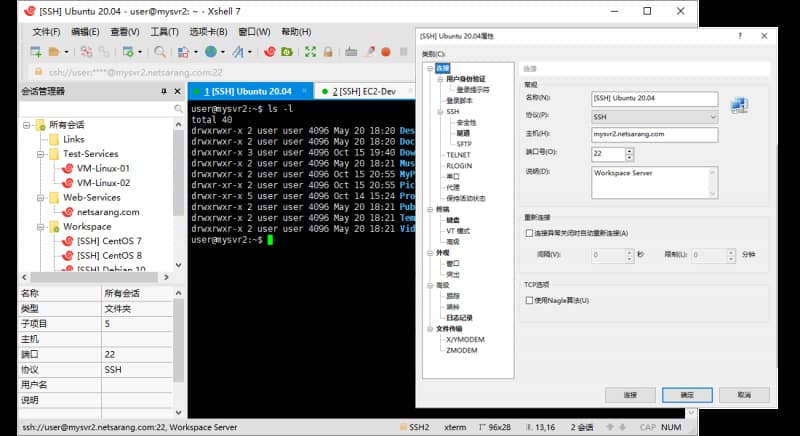 [SSH] Ubuntu 20.04 - user@mysvr2: ~ - Xshell 7
文件(F) 编辑(E) 查看(V) 工具(T) 选项卡(B) 窗口(W) 帮助(H)
ssh://user:****@mysvr2.netsarang.com:22
会话管理器
所有会话
Links
Test-Services
VM-Linux-01
VM-Linux-02
Web-Services
netsarang.com
Workspace
[SSH] CentOS 7
[SSH] CentOS 8
[SSH] Debian 10
名称 所有会话
类型 文件夹
子项目 5
主机
端口 22
协议 SSH
用户名
说明
1 [SSH] Ubuntu 20.04
2 [SSH] EC2-Dev
user@mysvr2:~$ ls -l
total 40
drwxrwxr-x 2 user user 4096 May 20 18:20 Des
drwxrwxr-x 2 user user 4096 May 20 18:20 Doc
drwxrwxr-x 3 user user 4096 Oct 15 19:40 Dow
drwxrwxr-x 2 user user 4096 May 20 18:21 Mus
drwxrwxr-x 2 user user 4096 Oct 15 20:55 MyP
drwxrwxr-x 2 user user 4096 Oct 15 20:55 Pic
drwxrwxr-x 5 user user 4096 Oct 14 15:24 Pro
drwxrwxr-x 2 user user 4096 May 20 18:21 Pub
drwxrwxr-x 2 user user 4096 May 20 18:21 Tem
drwxrwxr-x 2 user user 4096 May 20 18:21 Vid
user@mysvr2:~$
[SSH] Ubuntu 20.04属性
类别(C):
连接
用户身份验证
登录提示符
登录脚本
SSH
安全性
隧道
SFTP
TELNET
RLOGIN
串口
代理
保持活动状态
终端
键盘
VT 模式
高级
外观
窗口
突出
高级
跟踪
响铃
日志记录
文件传输
X/YMODEM
ZMODEM
连接
常规
名称(N): [SSH] Ubuntu 20.04
协议(P): SSH
主机(H): mysvr2.netsarang.com
端口号(O): 22
说明(D): Workspace Server
重新连接
连接异常关闭时自动重新连接(A)
间隔(V): 0 秒 限制(L): 0 分钟
TCP选项
使用Nagle算法(U)
连接 确定 取消
ssh://user@mysvr2.netsarang.com:22, Workspace Server
SSH2 xterm 96x28 13,16 2 会话 CAP NUM